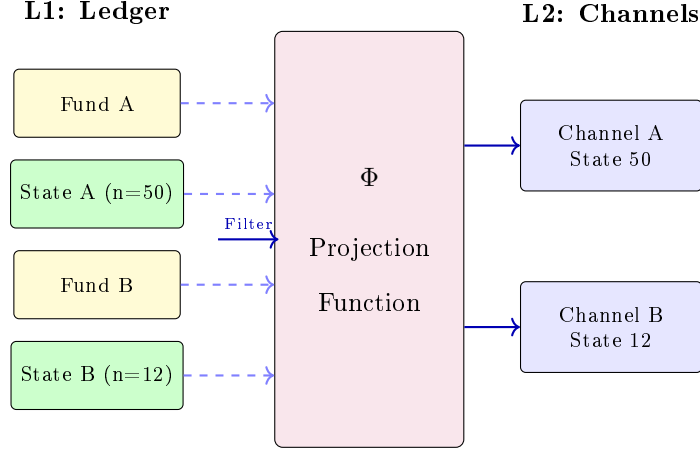 L1: Ledger
L2: Channels
Fund A
State A (n=50)
Filter
Fund B
State B (n=12)
Φ
Projection
Function
Channel A
State 50
Channel B
State 12